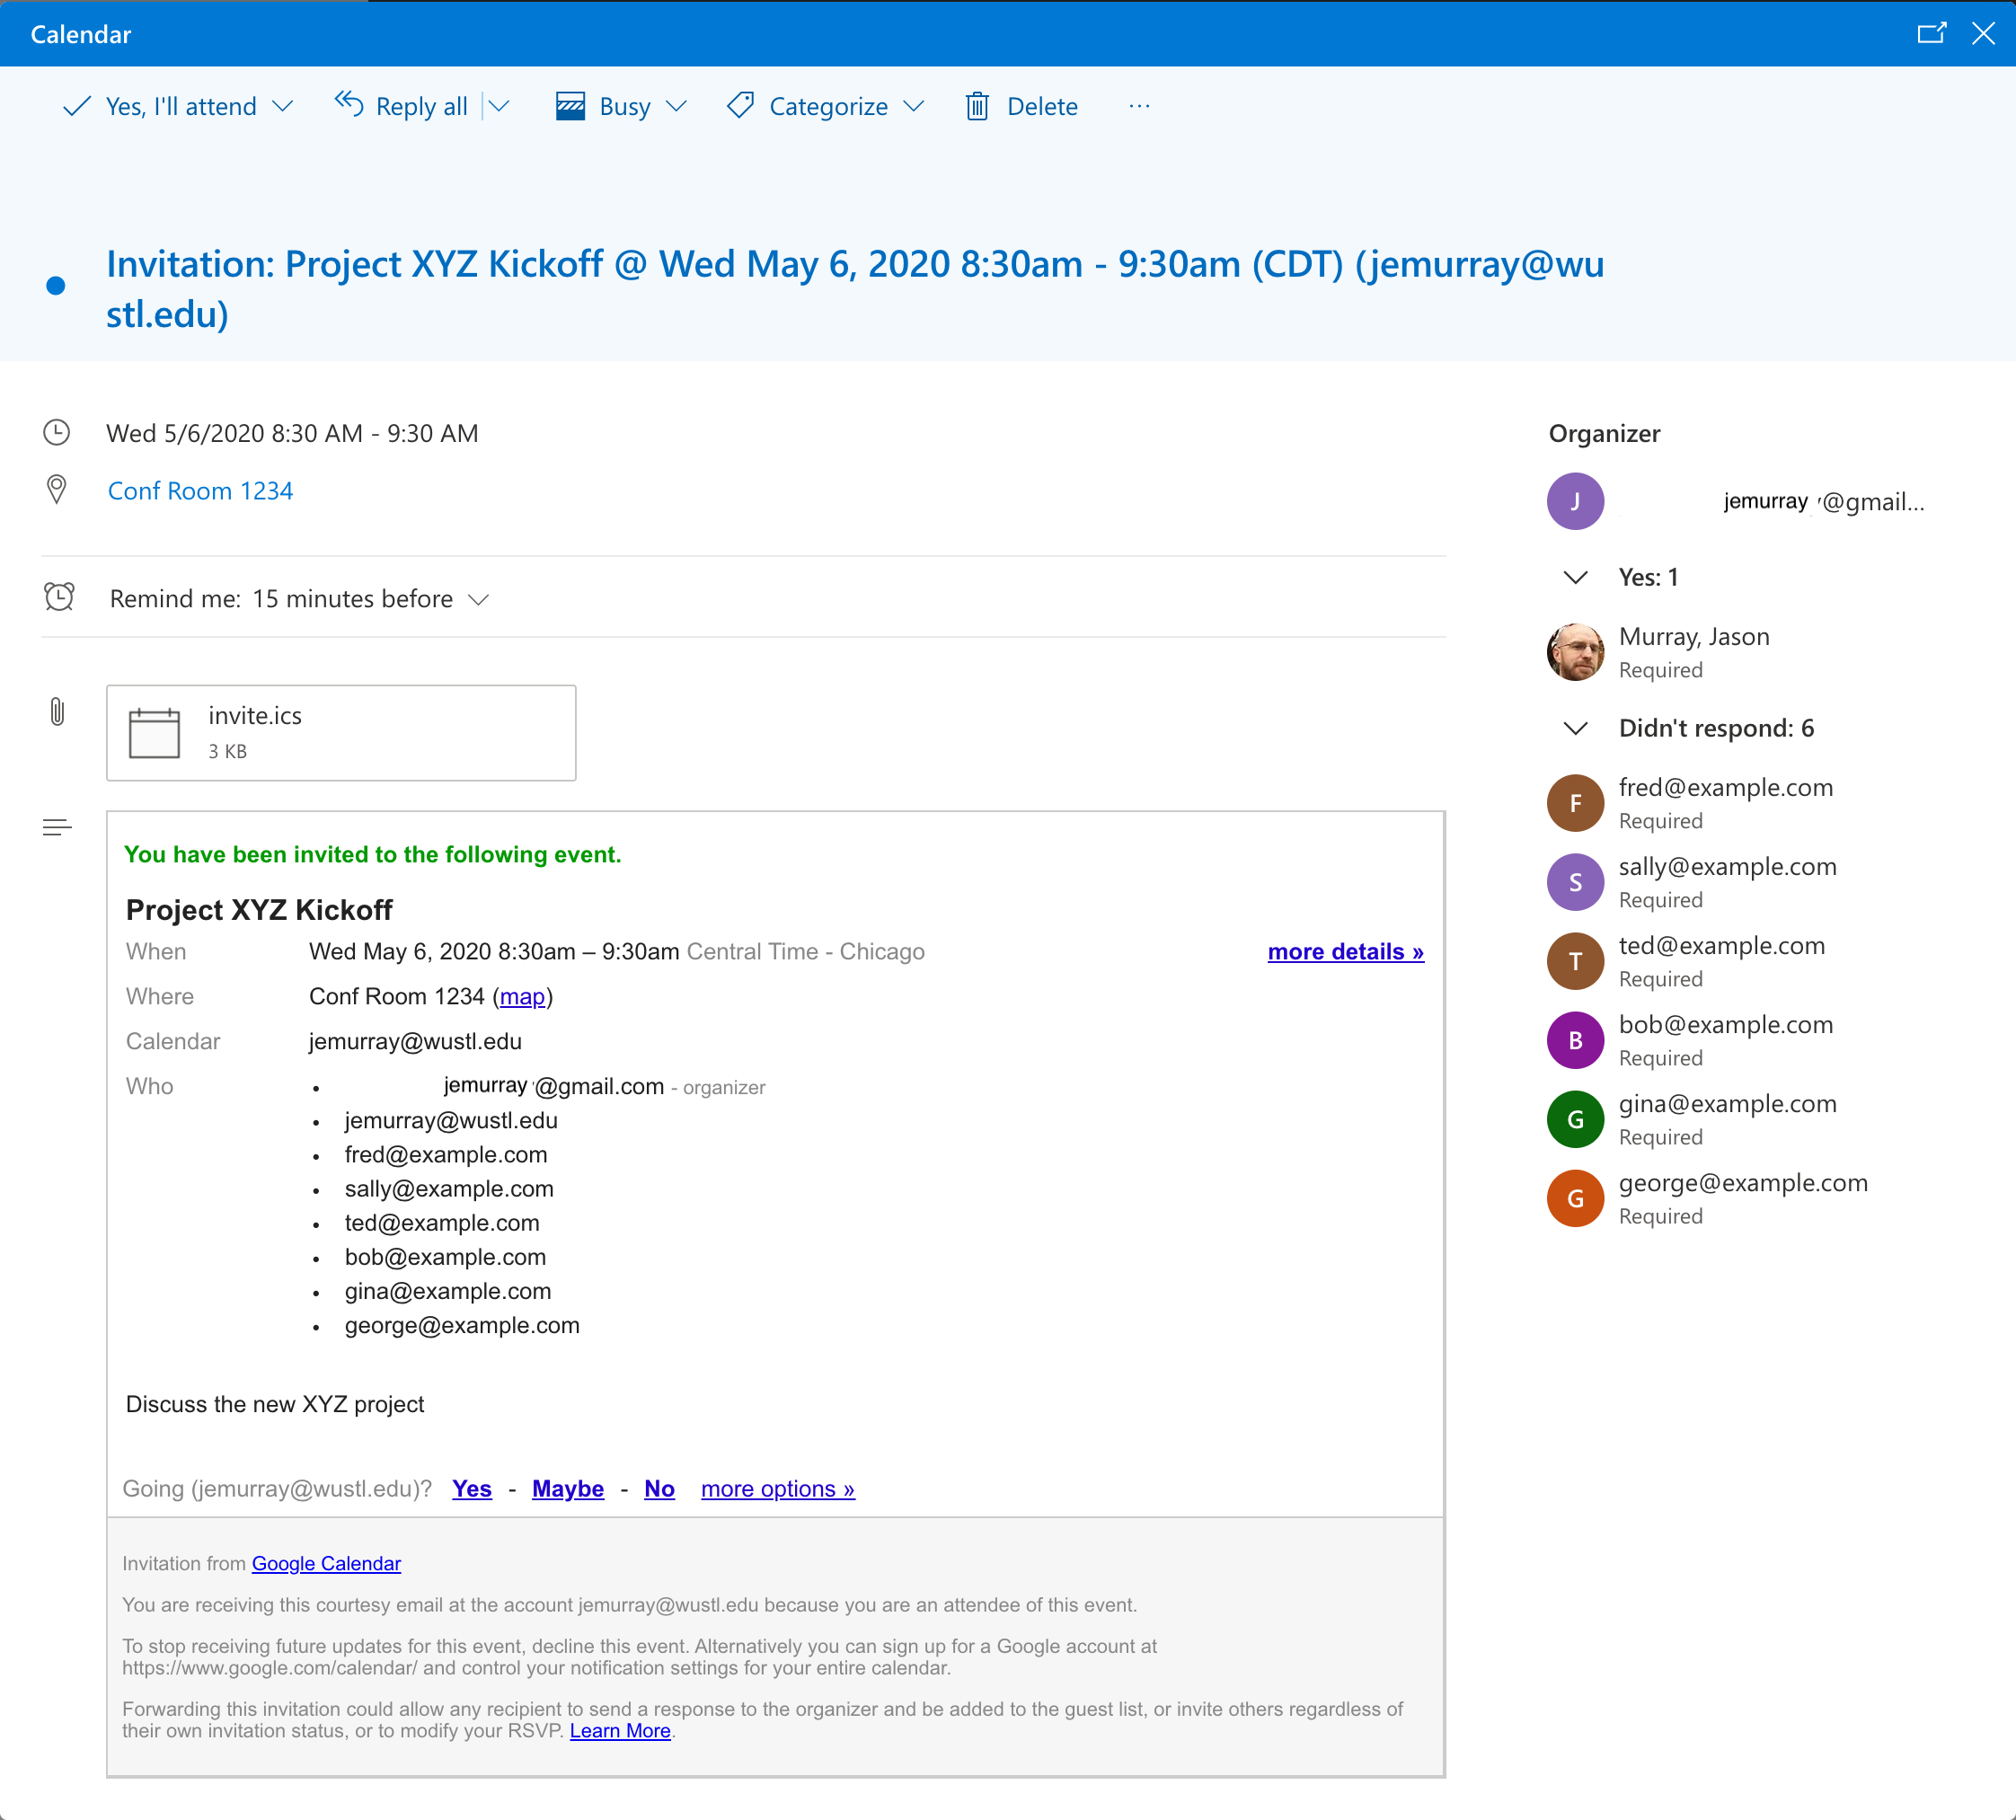 Calendar
Yes, I'll attend Reply all Busy Categorize Delete ...
Invitation: Project XYZ Kickoff @ Wed May 6, 2020 8:30am - 9:30am (CDT) (jemurray@wu
stl.edu)
Wed 5/6/2020 8:30 AM - 9:30 AM
Conf Room 1234
Remind me: 15 minutes before
invite.ics
3 KB
You have been invited to the following event.
Project XYZ Kickoff
When Wed May 6, 2020 8:30am – 9:30am Central Time - Chicago more details »
Where Conf Room 1234 (map)
Calendar jemurray@wustl.edu
Who • jemurray @gmail.com - organizer
• jemurray@wustl.edu
• fred@example.com
• sally@example.com
• ted@example.com
• bob@example.com
• gina@example.com
• george@example.com
Discuss the new XYZ project
Going (jemurray@wustl.edu)? Yes - Maybe - No more options »
Invitation from Google Calendar
You are receiving this courtesy email at the account jemurray@wustl.edu because you are an attendee of this event.
To stop receiving future updates for this event, decline this event. Alternatively you can sign up for a Google account at
https://www.google.com/calendar/ and control your notification settings for your entire calendar.
Forwarding this invitation could allow any recipient to send a response to the organizer and be added to the guest list, or invite others regardless of
their own invitation status, or to modify your RSVP. Learn More.
Organizer
J jemurray @gmail...
Yes: 1
Murray, Jason
Required
Didn't respond: 6
F fred@example.com
Required
S sally@example.com
Required
T ted@example.com
Required
B bob@example.com
Required
G gina@example.com
Required
G george@example.com
Required